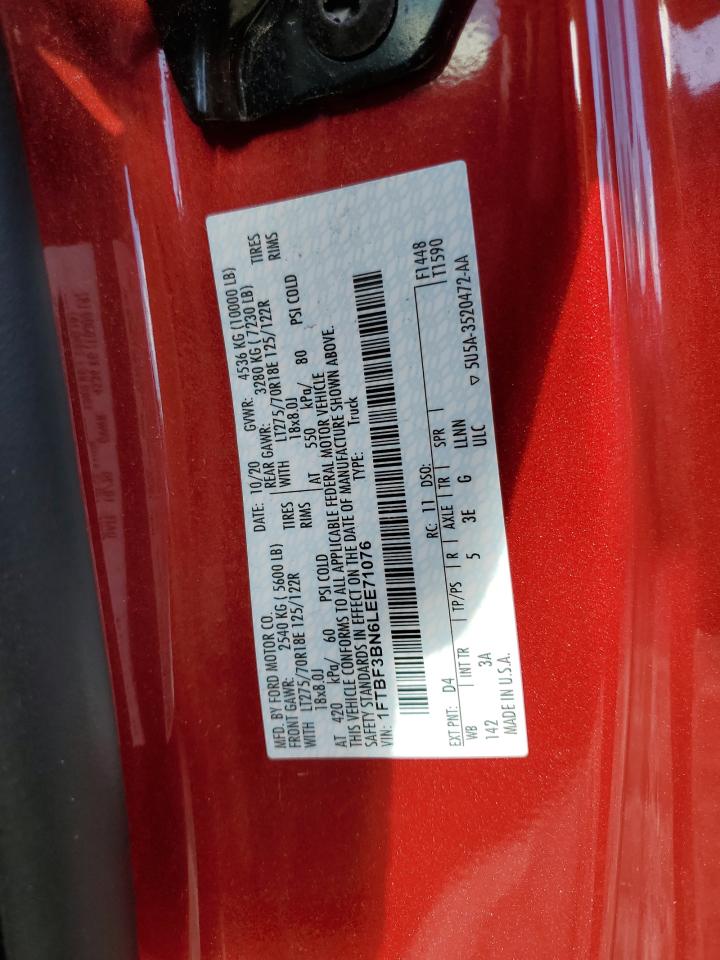 MFD. BY FORD MOTOR CO.
DATE: 10/20 GVWR: 4536 KG (10000 LB)
FRONT GAWR: 2540 KG ( 5600 LB) REAR GAWR: 3280 KG ( 7230 LB)
WITH LT275/70R18E 125/122R TIRES WITH LT275/70R18E 125/122R TIRES
18x8.0J RIMS 18x8.0J RIMS
AT 420 kPa/ 60 PSI COLD AT 550 kPa/ 80 PSI COLD
THIS VEHICLE CONFORMS TO ALL APPLICABLE FEDERAL MOTOR VEHICLE
SAFETY STANDARDS IN EFFECT ON THE DATE OF MANUFACTURE SHOWN ABOVE.
VIN: 1FTBF3BN6LEE71076 TYPE: Truck
F1448
T1590
EXT PNT: D4 RC: 11 DSO:
WB INT TR TP/PS R AXLE TR SPR
142 3A 5 3E G LLNN
ULC
MADE IN U.S.A. ▽ 5U5A-3520472-AA